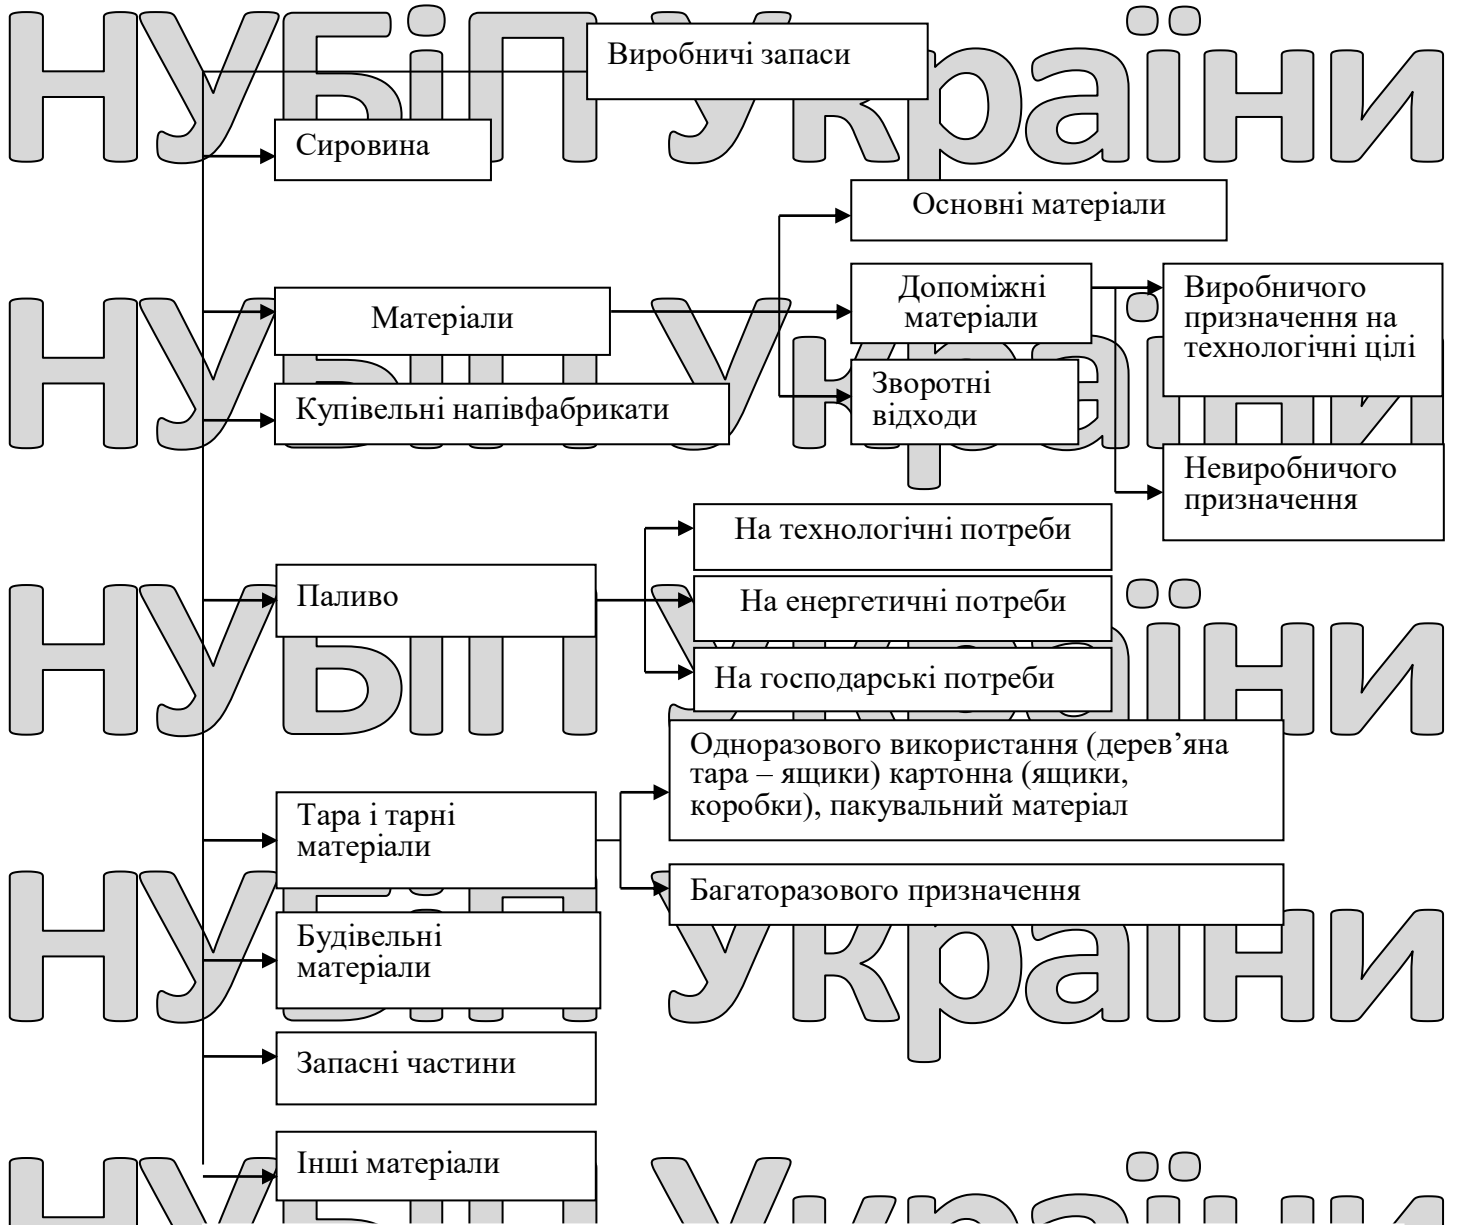 НУБіП України
Виробничі запаси
Сировина
Основні матеріали
НУБіП України
Матеріали
Допоміжні
матеріали
Виробничого
призначення на
технологічні цілі
Купівельні напівфабрикати
Зворотні
відходи
Невиробничого
призначення
На технологічні потреби
НУБіП України
Паливо
На енергетичні потреби
На господарські потреби
Одноразового використання (дерев’яна
тара – ящики) картонна (ящики,
коробки), пакувальний матеріал
Тара і тарні
матеріали
Багаторазового призначення
НУБіП України
Будівельні
матеріали
Запасні частини
Інші матеріали
НУБіП України